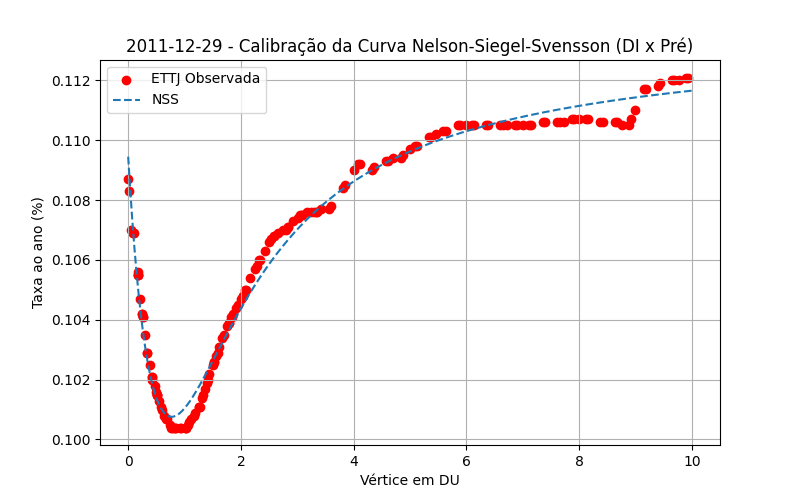 2011-12-29 - Calibração da Curva Nelson-Siegel-Svensson (DI x Pré)
ETTJ Observada
NSS
Taxa ao ano (%)
0.112
0.110
0.108
0.106
0.104
0.102
0.100
0 2 4 6 8 10
Vértice em DU